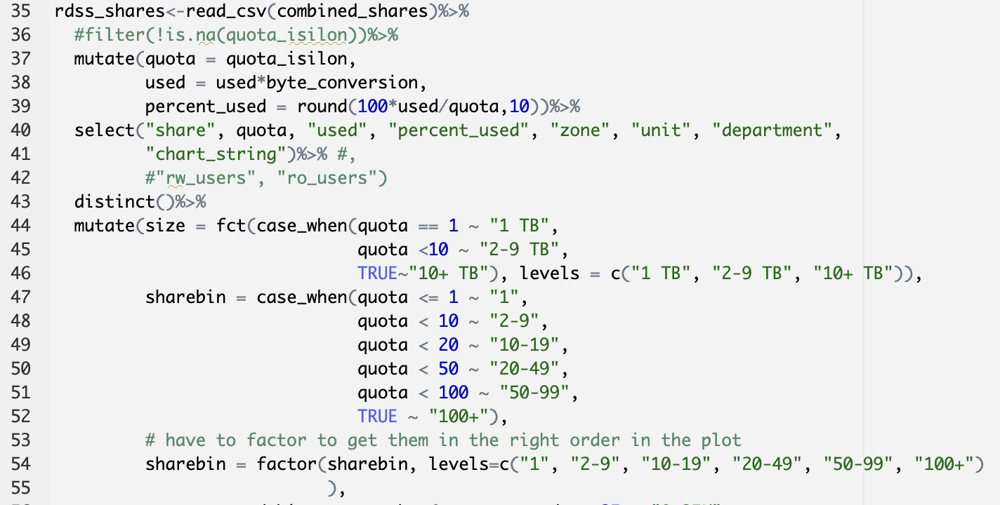 35 rdss_shares<-read_csv(combined_shares)%>%
36 #filter(!is.na(quota_isilon))%>%
37 mutate(quota = quota_isilon,
38 used = used*byte_conversion,
39 percent_used = round(100*used/quota,10))%>%
40 select("share", quota, "used", "percent_used", "zone", "unit", "department",
41 "chart_string")%>% #,
42 #"rw_users", "ro_users")
43 distinct()%>%
44 mutate(size = fct(case_when(quota == 1 ~ "1 TB",
45 quota <10 ~ "2-9 TB",
46 TRUE~"10+ TB"), levels = c("1 TB", "2-9 TB", "10+ TB")),
47 sharebin = case_when(quota <= 1 ~ "1",
48 quota < 10 ~ "2-9",
49 quota < 20 ~ "10-19",
50 quota < 50 ~ "20-49",
51 quota < 100 ~ "50-99",
52 TRUE ~ "100+"),
53 # have to factor to get them in the right order in the plot
54 sharebin = factor(sharebin, levels=c("1", "2-9", "10-19", "20-49", "50-99", "100+")
55 ),